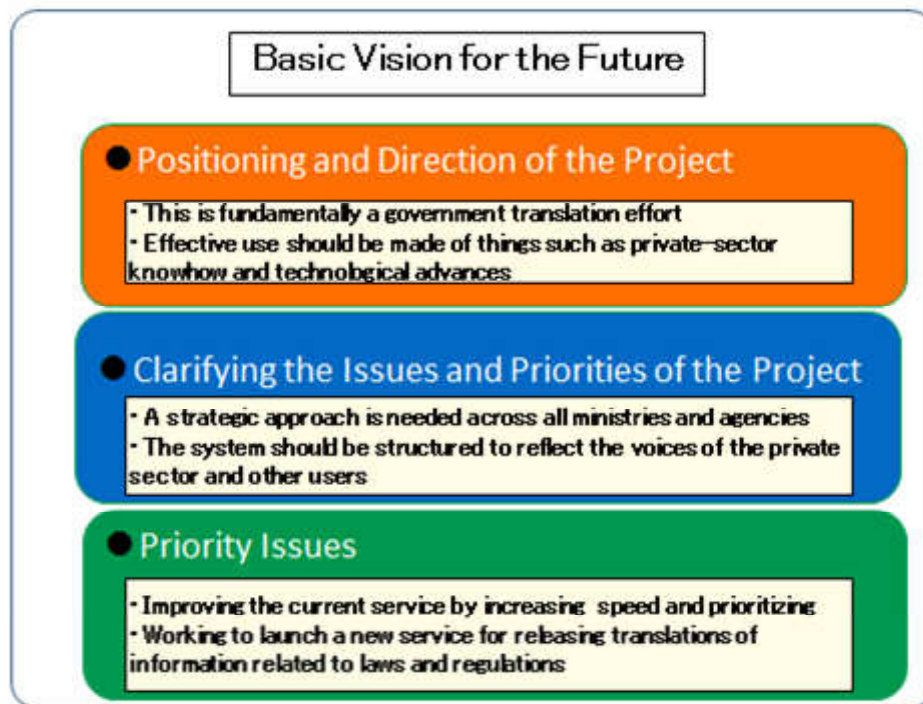 Basic Vision for the Future
● Positioning and Direction of the Project
・This is fundamentally a government translation effort
・Effective use should be made of things such as private-sector
knowhow and technological advances
● Clarifying the Issues and Priorities of the Project
・A strategic approach is needed across all ministries and agencies
・The system should be structured to reflect the voices of the private
sector and other users
● Priority Issues
・Improving the current service by increasing speed and prioritizing
・Working to launch a new service for releasing translations of
information related to laws and regulations